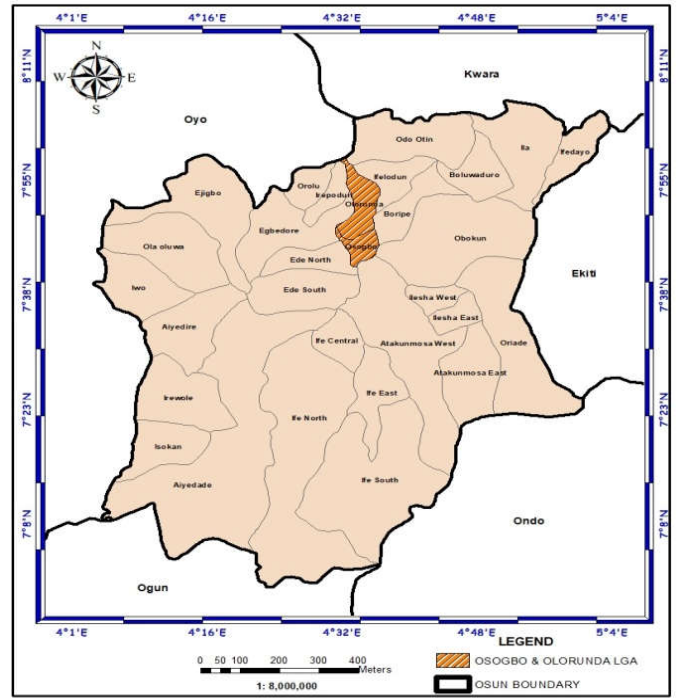 4°1'E 4°16'E 4°32'E 4°48'E 5°4'E
8°11'N
8°11'N
N
W E
S
Kwara
Oyo
Odo Otin
Ila
Ifedayo
Ifelodun
Boluwaduro
7°55'N
7°55'N
Ejigbo
Orolu
Irepodun
Olorunda
Boripe
Egbedore
Obokun
Ola oluwa
Osogbo
Ede North
Ekiti
7°38'N
7°38'N
Iwo
Ede South
Ilesha West
Ilesha East
Aiyedire
Ife Central
Atakunmosa West
Oriade
Atakunmosa East
Ife East
Irewole
7°23'N
7°23'N
Ife North
Isokan
Aiyedade
Ife South
Ondo
7°8'N
7°8'N
Ogun
4°1'E 4°16'E 4°32'E 4°48'E 5°4'E
LEGEND
OSOGBO & OLORUNDA LGA
OSUN BOUNDARY
0 50 100 200 300 400
Meters
1: 8,000,000